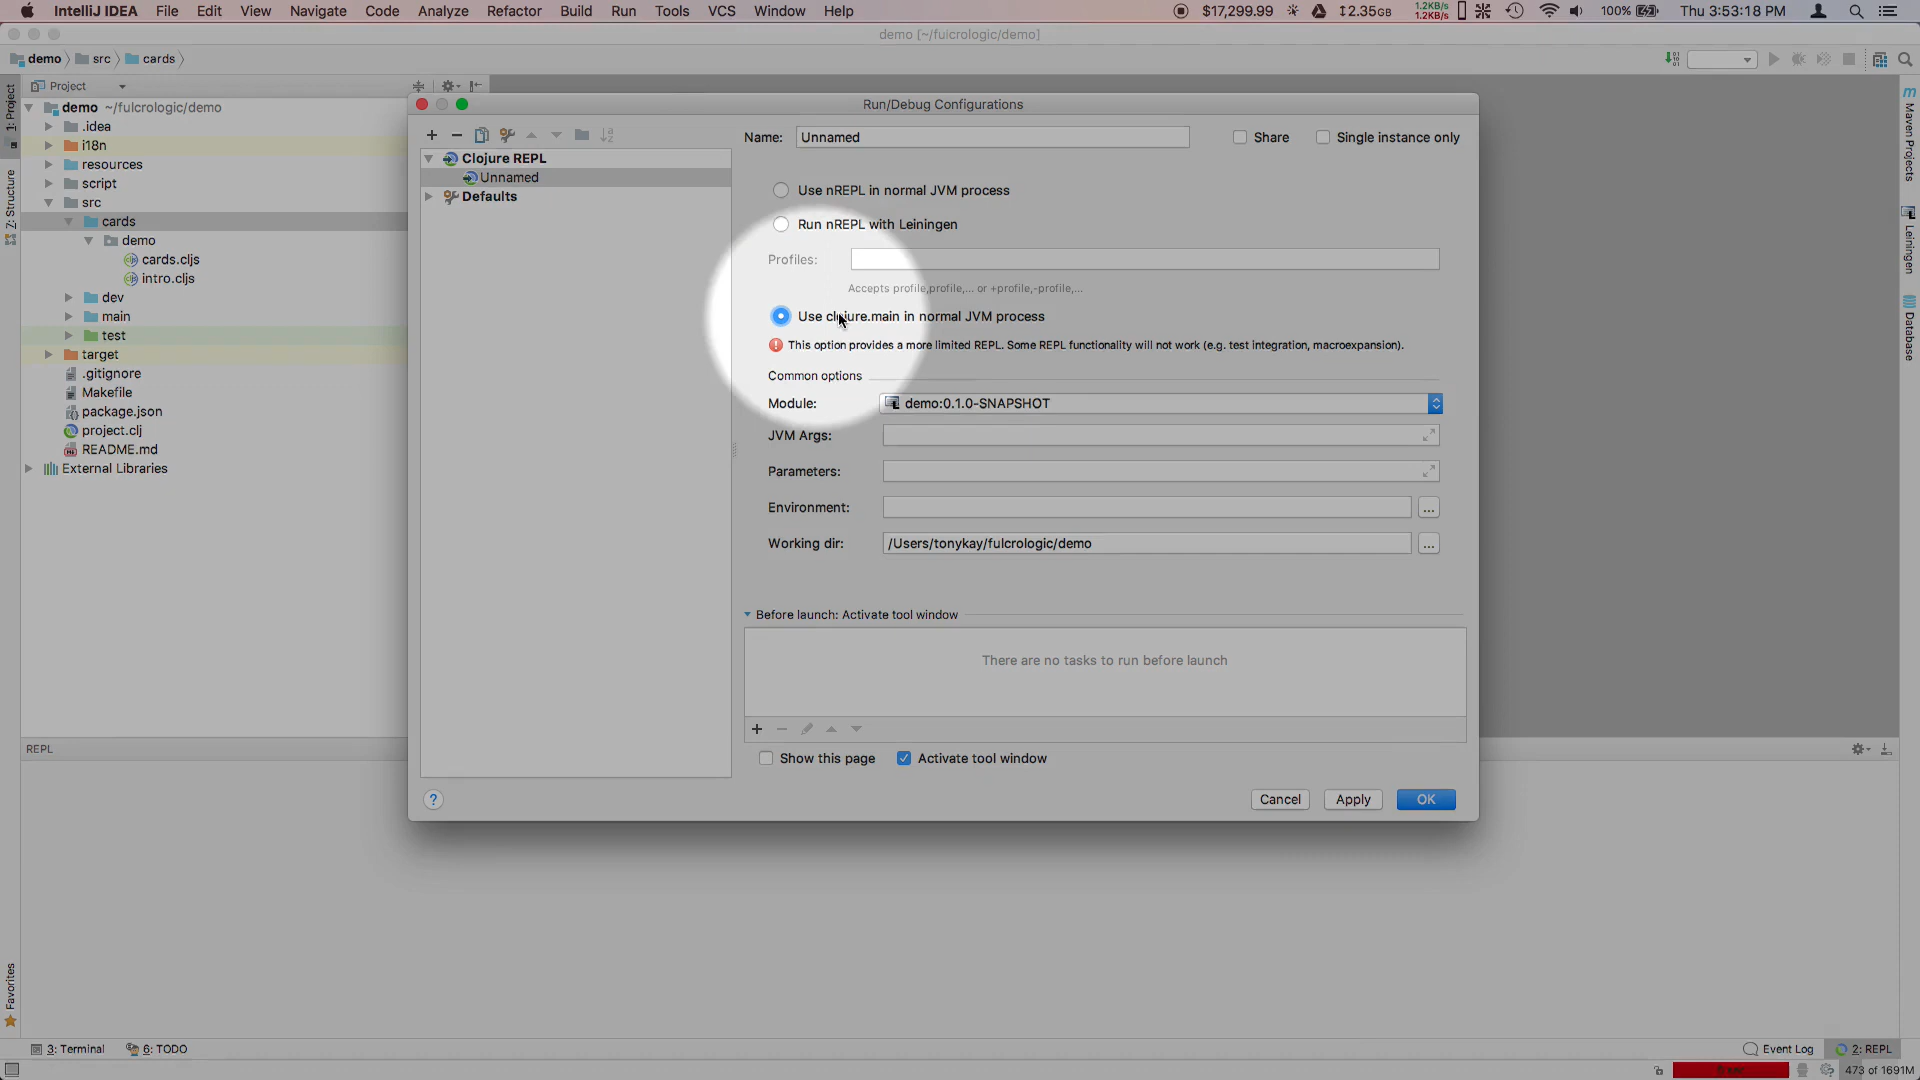 IntelliJ IDEA File Edit View Navigate Code Analyze Refactor Build Run Tools VCS Window Help $17,299.99 2.35GB 1.2KB/s 1.2KB/s 100% Thu 3:53:18 PM
demo [~/fulcrologic/demo]
demo src cards
Project
1: Project
Z: Structure
Favorites
demo ~/fulcrologic/demo
.idea
i18n
resources
script
src
cards
demo
cards.cljs
intro.cljs
dev
main
test
target
.gitignore
Makefile
package.json
project.clj
README.md
External Libraries
Run/Debug Configurations
Clojure REPL
Unnamed
Defaults
Name: Unnamed Share Single instance only
Use nREPL in normal JVM process
Run nREPL with Leiningen
Profiles:
Accepts profile,profile,... or +profile,-profile,...
Use clojure.main in normal JVM process
This option provides a more limited REPL. Some REPL functionality will not work (e.g. test integration, macroexpansion).
Common options
Module: demo:0.1.0-SNAPSHOT
JVM Args:
Parameters:
Environment: ...
Working dir: /Users/tonykay/fulcrologic/demo ...
Before launch: Activate tool window
There are no tasks to run before launch
Show this page Activate tool window
? Cancel Apply OK
Maven Projects
Leiningen
Database
REPL
3: Terminal 6: TODO Event Log 2: REPL
473 of 1691M